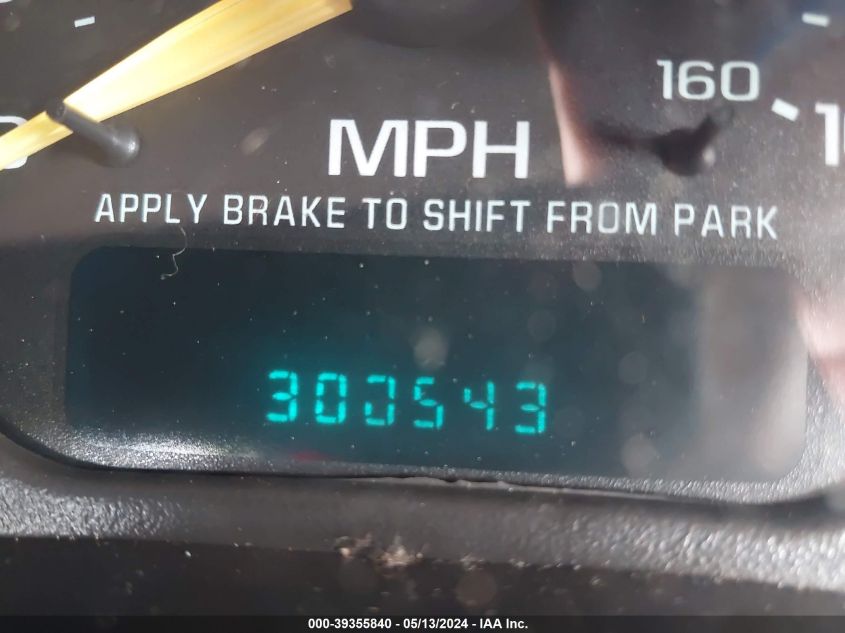 160
MPH
APPLY BRAKE TO SHIFT FROM PARK
300543
000-39355840 - 05/13/2024 - IAA Inc.